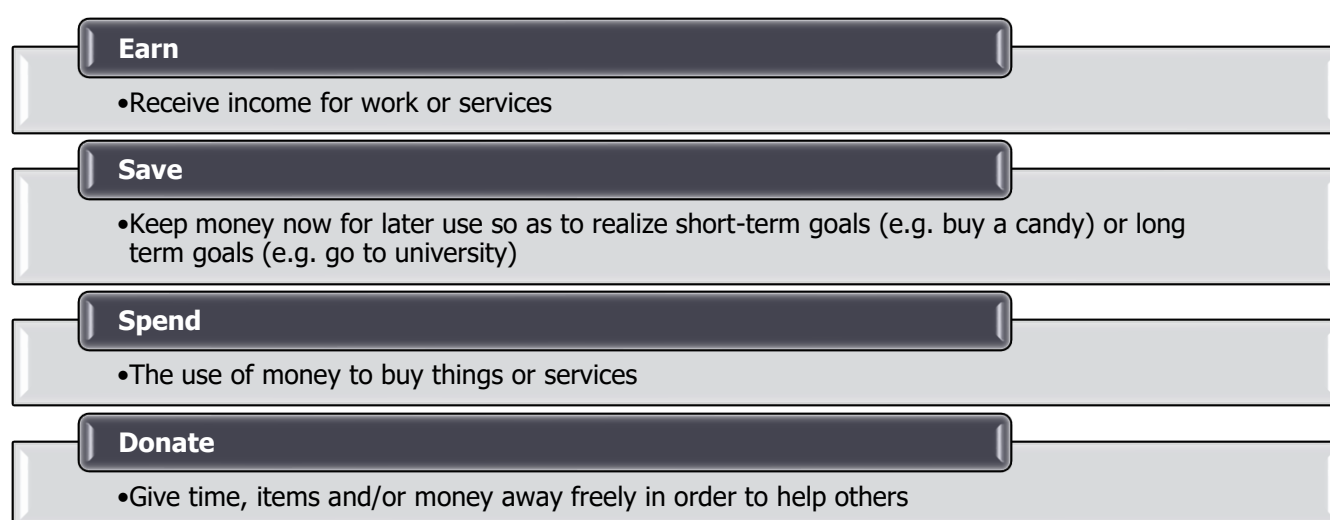 Earn
•Receive income for work or services
Save
•Keep money now for later use so as to realize short-term goals (e.g. buy a candy) or long
term goals (e.g. go to university)
Spend
•The use of money to buy things or services
Donate
•Give time, items and/or money away freely in order to help others